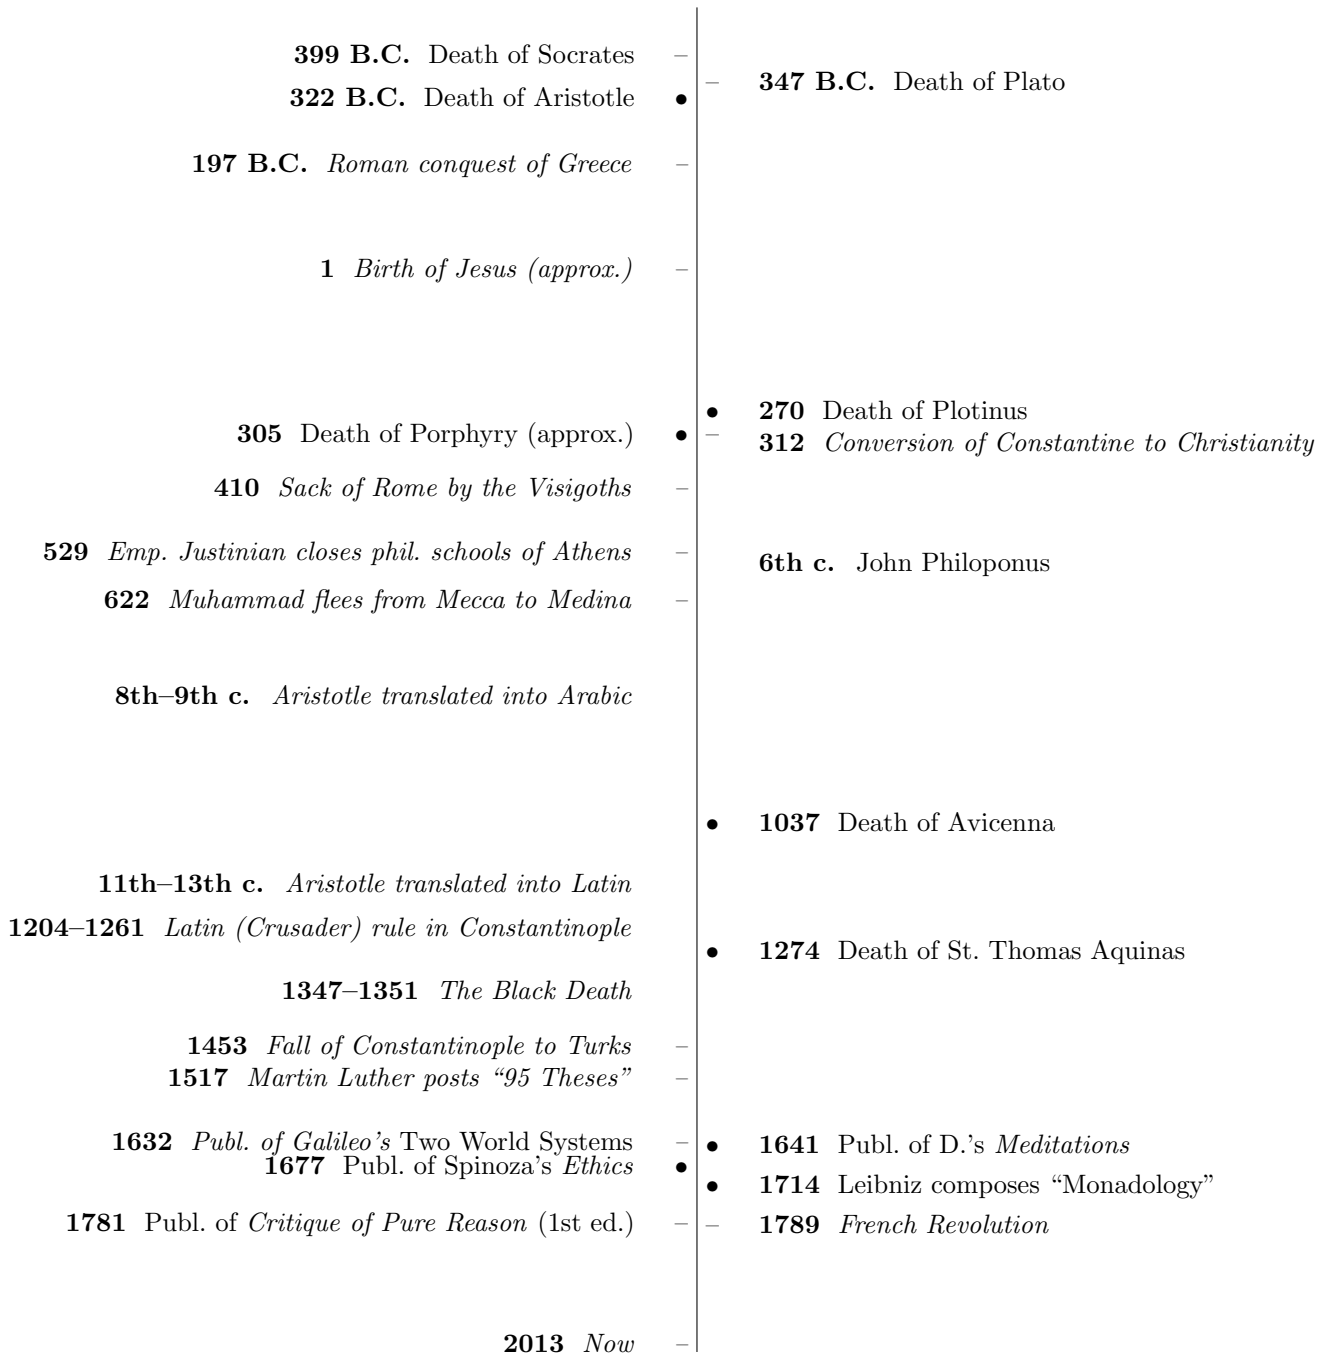 399 B.C. Death of Socrates
347 B.C. Death of Plato
322 B.C. Death of Aristotle
197 B.C. Roman conquest of Greece
1 Birth of Jesus (approx.)
270 Death of Plotinus
305 Death of Porphyry (approx.)
312 Conversion of Constantine to Christianity
410 Sack of Rome by the Visigoths
529 Emp. Justinian closes phil. schools of Athens
6th c. John Philoponus
622 Muhammad flees from Mecca to Medina
8th–9th c. Aristotle translated into Arabic
1037 Death of Avicenna
11th–13th c. Aristotle translated into Latin
1204–1261 Latin (Crusader) rule in Constantinople
1274 Death of St. Thomas Aquinas
1347–1351 The Black Death
1453 Fall of Constantinople to Turks
1517 Martin Luther posts “95 Theses”
1632 Publ. of Galileo’s Two World Systems
1641 Publ. of D.’s Meditations
1677 Publ. of Spinoza’s Ethics
1714 Leibniz composes “Monadology”
1781 Publ. of Critique of Pure Reason (1st ed.)
1789 French Revolution
2013 Now